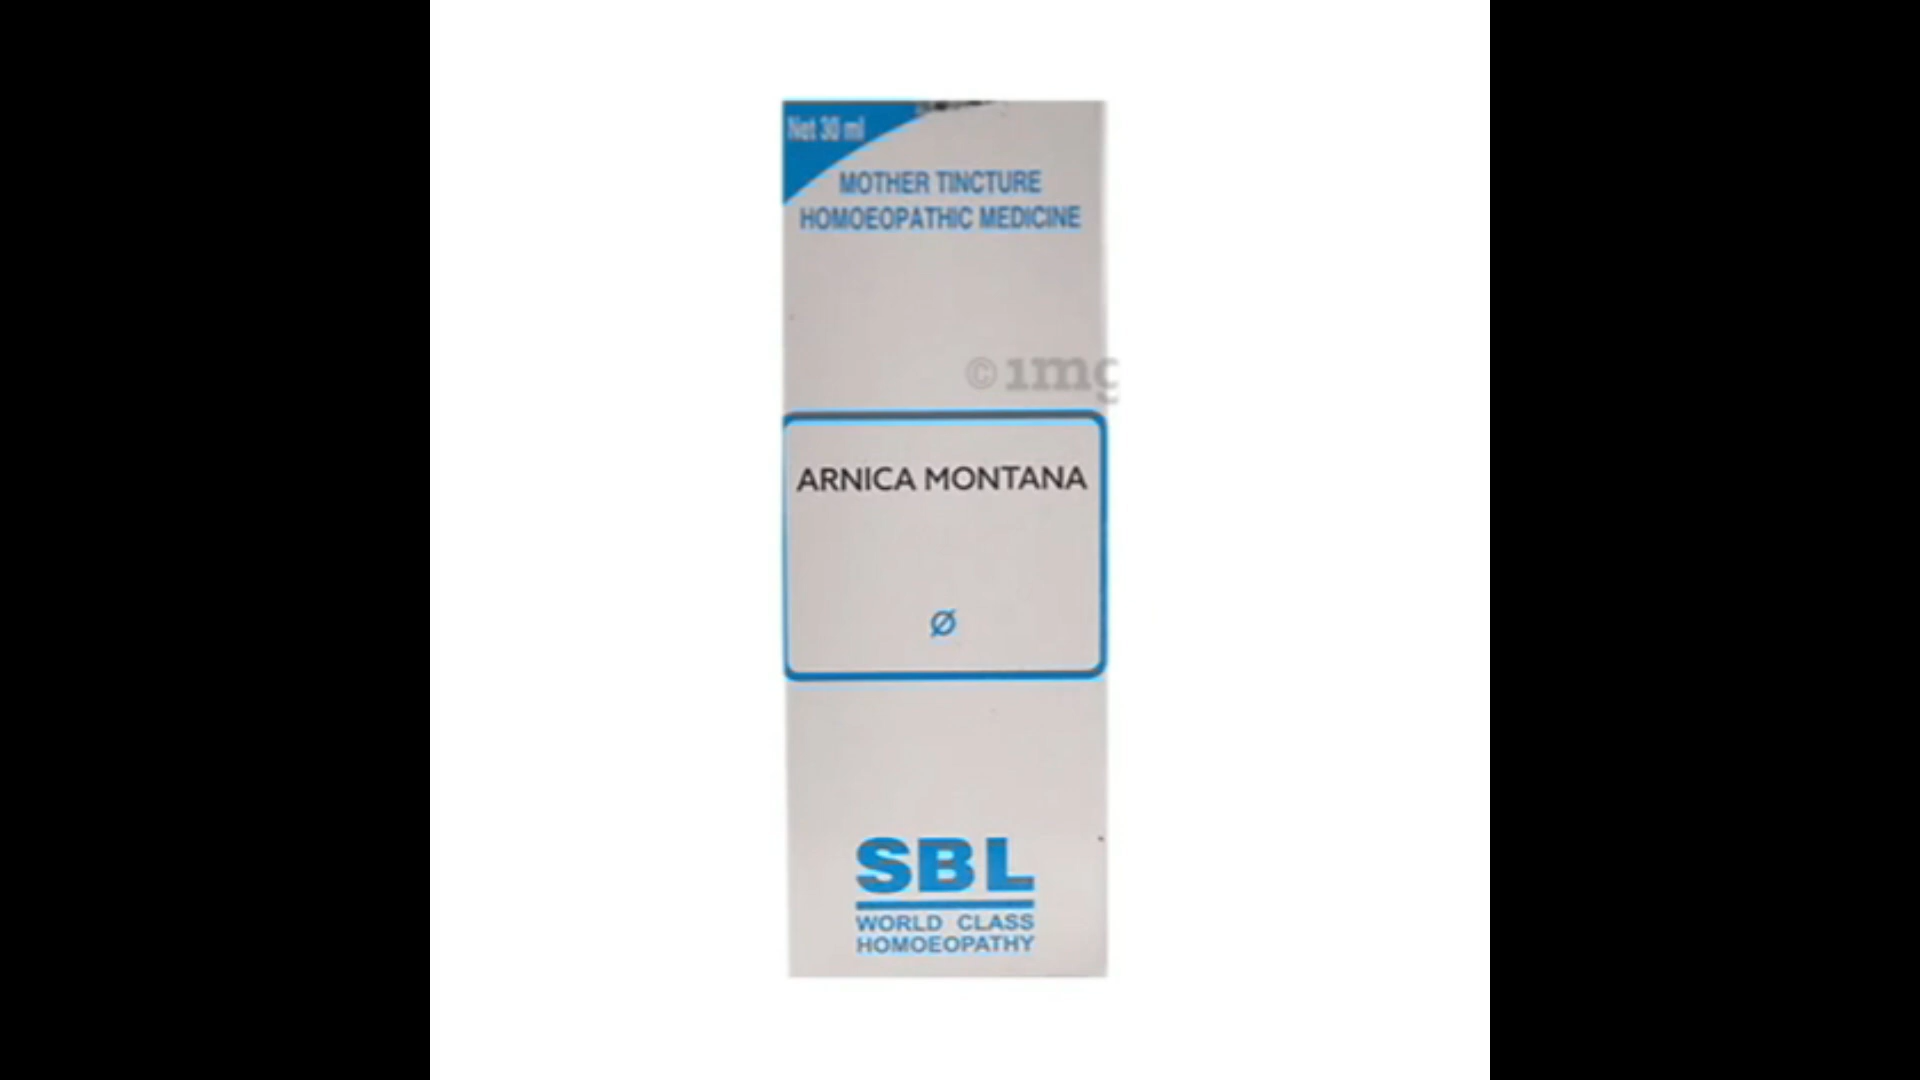 Net 30 ml
MOTHER TINCTURE
HOMOEOPATHIC MEDICINE
© 1mg
ARNICA MONTANA
Ø
SBL
WORLD CLASS
HOMOEOPATHY